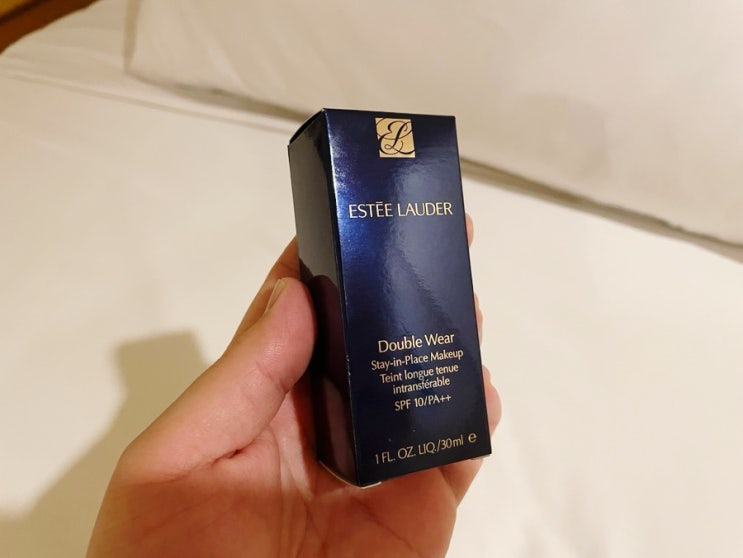 EL
ESTĒE LAUDER
Double Wear
Stay-in-Place Makeup
Teint longue tenue
intransférable
SPF 10/PA++
1 FL. OZ. LIQ./30ml ℮